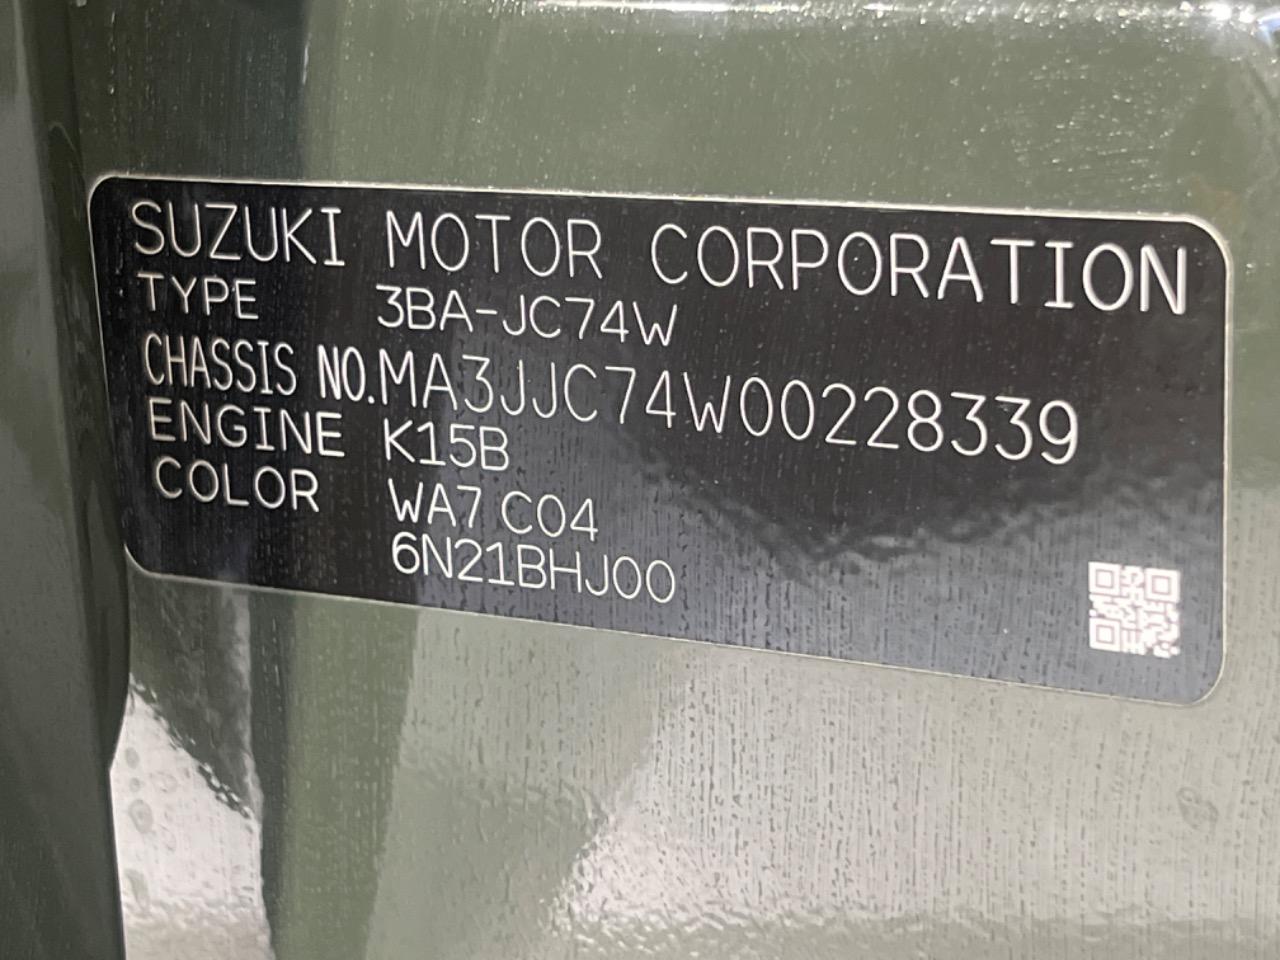 SUZUKI MOTOR CORPORATION
TYPE 3BA-JC74W
CHASSIS NO.MA3JJC74W00228339
ENGINE K15B
COLOR WA7 C04
6N21BHJ00